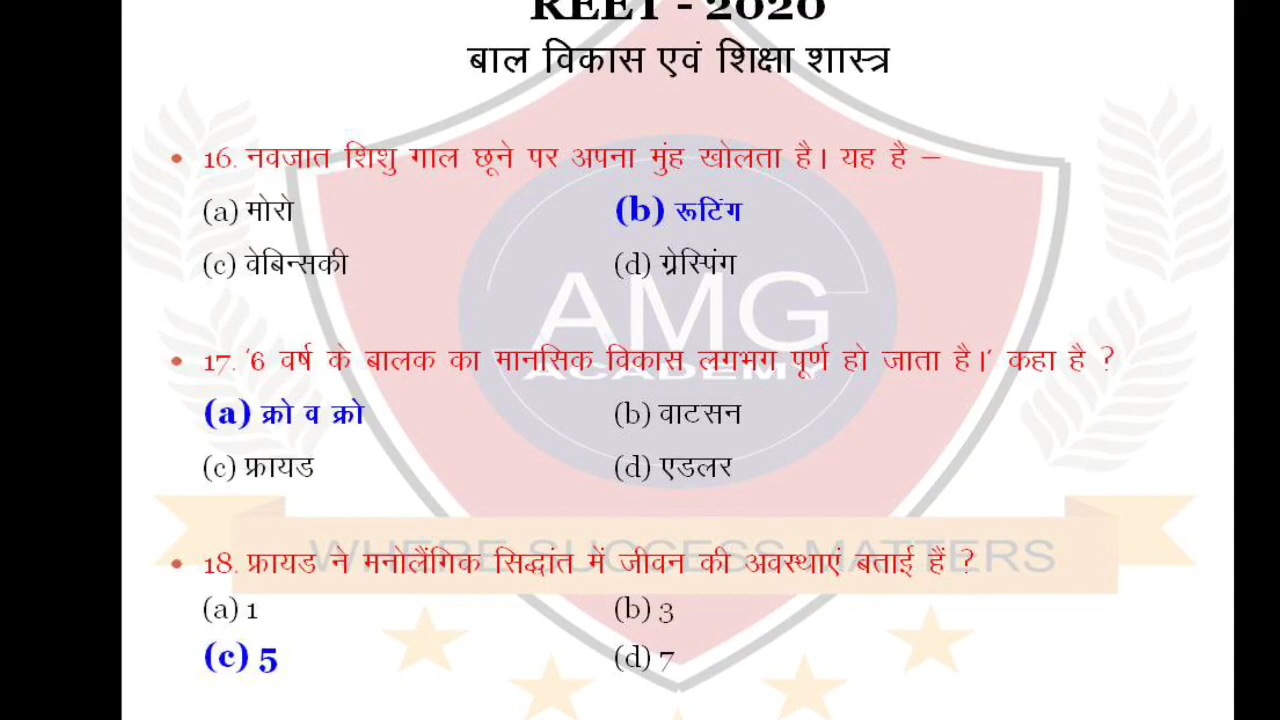 REET - 2020
बाल विकास एवं शिक्षा शास्त्र
• 16. नवजात शिशु गाल छूने पर अपना मुंह खोलता है। यह है –
(a) मोरो (b) रूटिंग
(c) वेबिन्सकी (d) ग्रेस्पिंग
AMG
• 17. '6 वर्ष के बालक का मानसिक विकास लगभग पूर्ण हो जाता है।' कहा है ?
ACADEMY
(a) क्रो व क्रो (b) वाटसन
(c) फ्रायड (d) एडलर
WHERE SUCCESS MATTERS
• 18. फ्रायड ने मनोलैंगिक सिद्धांत में जीवन की अवस्थाएं बताई हैं ?
(a) 1 (b) 3
(c) 5 (d) 7